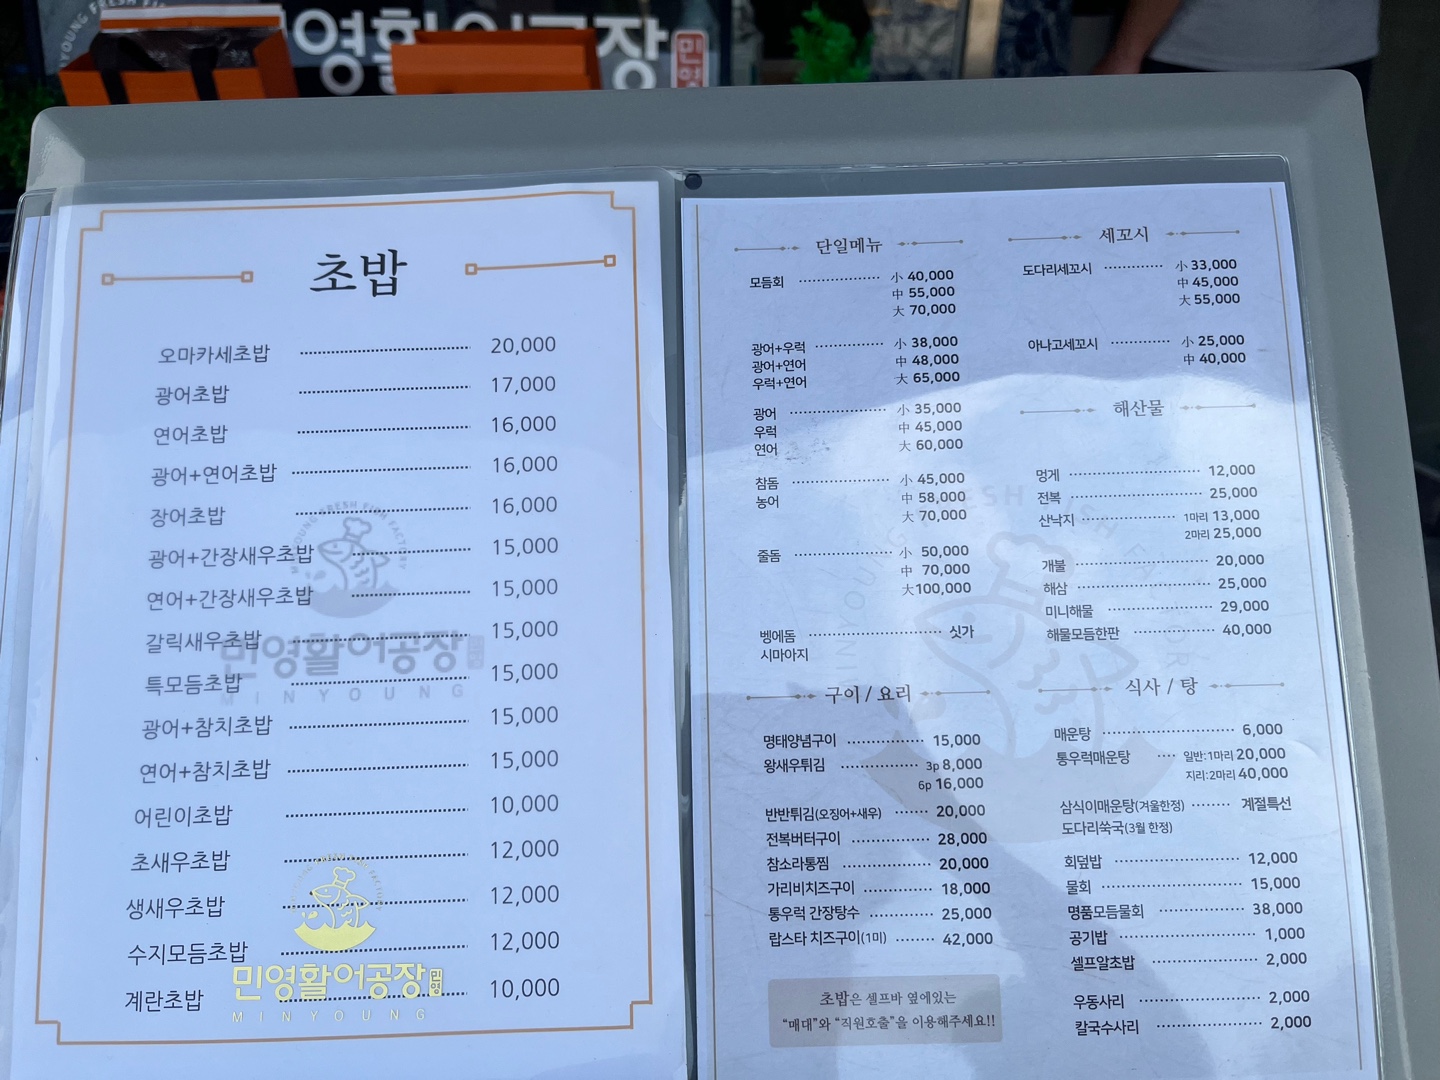 YOUNG FRESH FISH
민영활어공장
민영
초밥
오마카세초밥 20,000
광어초밥 17,000
연어초밥 16,000
광어+연어초밥 16,000
장어초밥 16,000
광어+간장새우초밥 15,000
연어+간장새우초밥 15,000
갈릭새우초밥 15,000
특모듬초밥 15,000
광어+참치초밥 15,000
연어+참치초밥 15,000
어린이초밥 10,000
초새우초밥 12,000
생새우초밥 12,000
수지모듬초밥 12,000
계란초밥 10,000
MINYOUNG FRESH FISH FACTORY
민영활어공장
MINYOUNG
민영활어공장 민영
MINYOUNG
단일메뉴
모듬회 小 40,000
中 55,000
大 70,000
광어+우럭 小 38,000
광어+연어 中 48,000
우럭+연어 大 65,000
광어 小 35,000
우럭 中 45,000
연어 大 60,000
참돔 小 45,000
농어 中 58,000
大 70,000
줄돔 小 50,000
中 70,000
大100,000
벵에돔 싯가
시마아지
구이 / 요리
명태양념구이 15,000
왕새우튀김 3p 8,000
6p 16,000
반반튀김(오징어+새우) 20,000
전복버터구이 28,000
참소라통찜 20,000
가리비치즈구이 18,000
통우럭 간장탕수 25,000
랍스타 치즈구이(1미) 42,000
초밥은 셀프바 옆에있는
“매대”와 “직원호출”을 이용해주세요!!
세꼬시
도다리세꼬시 小 33,000
中 45,000
大 55,000
아나고세꼬시 小 25,000
中 40,000
해산물
멍게 12,000
전복 25,000
산낙지 1마리 13,000
2마리 25,000
개불 20,000
해삼 25,000
미니해물 29,000
해물모듬한판 40,000
식사 / 탕
매운탕 6,000
통우럭매운탕 일반:1마리 20,000
지리:2마리 40,000
삼식이매운탕(겨울한정) 계절특선
도다리쑥국(3월 한정)
회덮밥 12,000
물회 15,000
명품모듬물회 38,000
공기밥 1,000
셀프알초밥 2,000
우동사리 2,000
칼국수사리 2,000